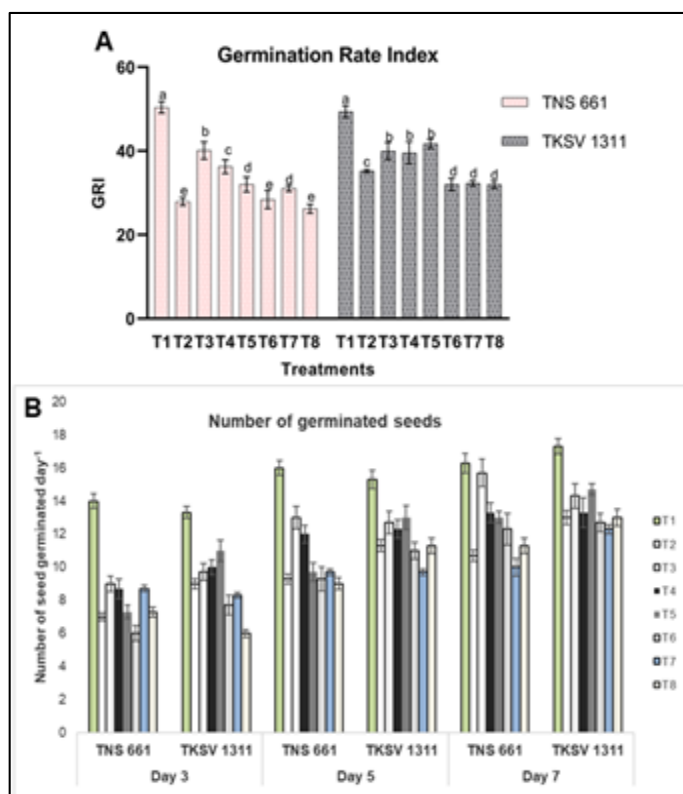 A
Germination Rate Index
60
40
20
0
GRI
a
e
b
c
d
e
d
e
a
c
b
b
b
d
d
d
TNS 661
TKSV 1311
T1 T2 T3 T4 T5 T6 T7 T8
T1 T2 T3 T4 T5 T6 T7 T8
Treatments
B
Number of germinated seeds
20
18
16
14
12
10
8
6
4
2
0
Number of seed germinated day-1
T1
T2
T3
T4
T5
T6
T7
T8
TNS 661 TKSV 1311 TNS 661 TKSV 1311 TNS 661 TKSV 1311
Day 3 Day 5 Day 7